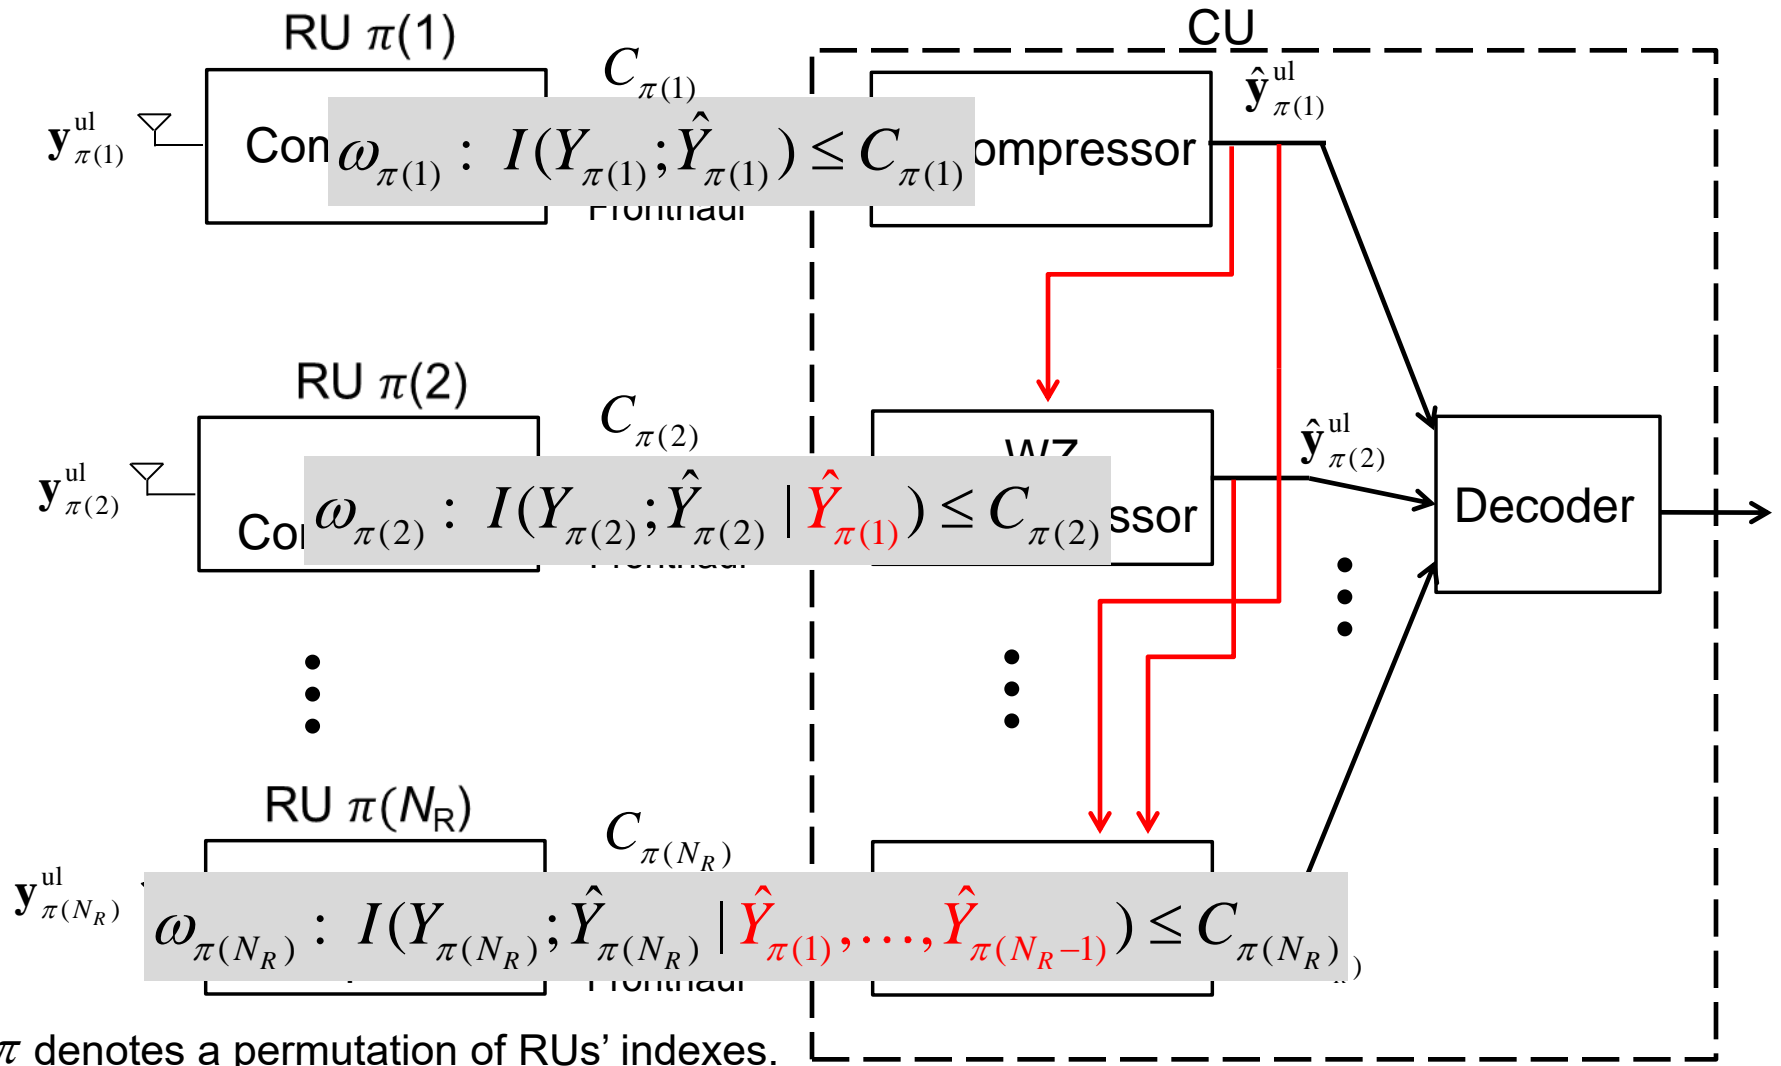 RU π(1)
CU
C_π(1)
ŷ^ul_π(1)
y^ul_π(1)
ω_π(1) : I(Y_π(1);Ŷ_π(1)) ≤ C_π(1)
RU π(2)
C_π(2)
WZ
ŷ^ul_π(2)
y^ul_π(2)
ω_π(2) : I(Y_π(2);Ŷ_π(2) | Ŷ_π(1)) ≤ C_π(2)
Decoder
RU π(N_R)
C_π(N_R)
y^ul_π(N_R)
ω_π(N_R) : I(Y_π(N_R);Ŷ_π(N_R) | Ŷ_π(1),…,Ŷ_π(N_R−1)) ≤ C_π(N_R)
π denotes a permutation of RUs' indexes.